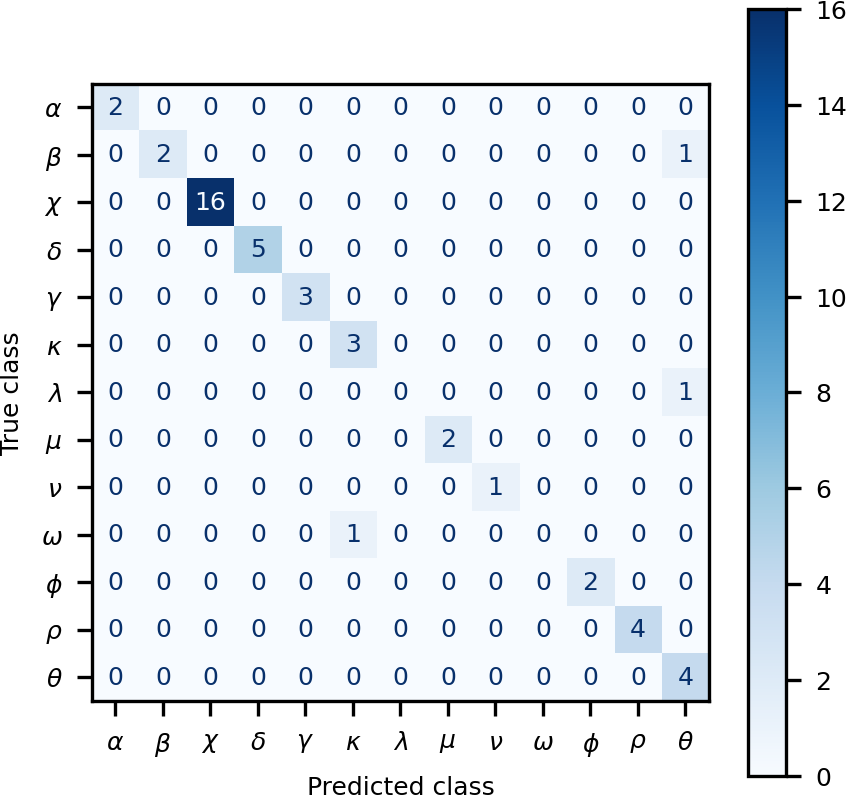 α 2 0 0 0 0 0 0 0 0 0 0 0 0
β 0 2 0 0 0 0 0 0 0 0 0 0 1
χ 0 0 16 0 0 0 0 0 0 0 0 0 0
δ 0 0 0 5 0 0 0 0 0 0 0 0 0
γ 0 0 0 0 3 0 0 0 0 0 0 0 0
κ 0 0 0 0 0 3 0 0 0 0 0 0 0
λ 0 0 0 0 0 0 0 0 0 0 0 0 1
μ 0 0 0 0 0 0 0 2 0 0 0 0 0
ν 0 0 0 0 0 0 0 0 1 0 0 0 0
ω 0 0 0 0 0 1 0 0 0 0 0 0 0
ϕ 0 0 0 0 0 0 0 0 0 0 2 0 0
ρ 0 0 0 0 0 0 0 0 0 0 0 4 0
θ 0 0 0 0 0 0 0 0 0 0 0 0 4
α β χ δ γ κ λ μ ν ω ϕ ρ θ
Predicted class
True class
16
14
12
10
8
6
4
2
0